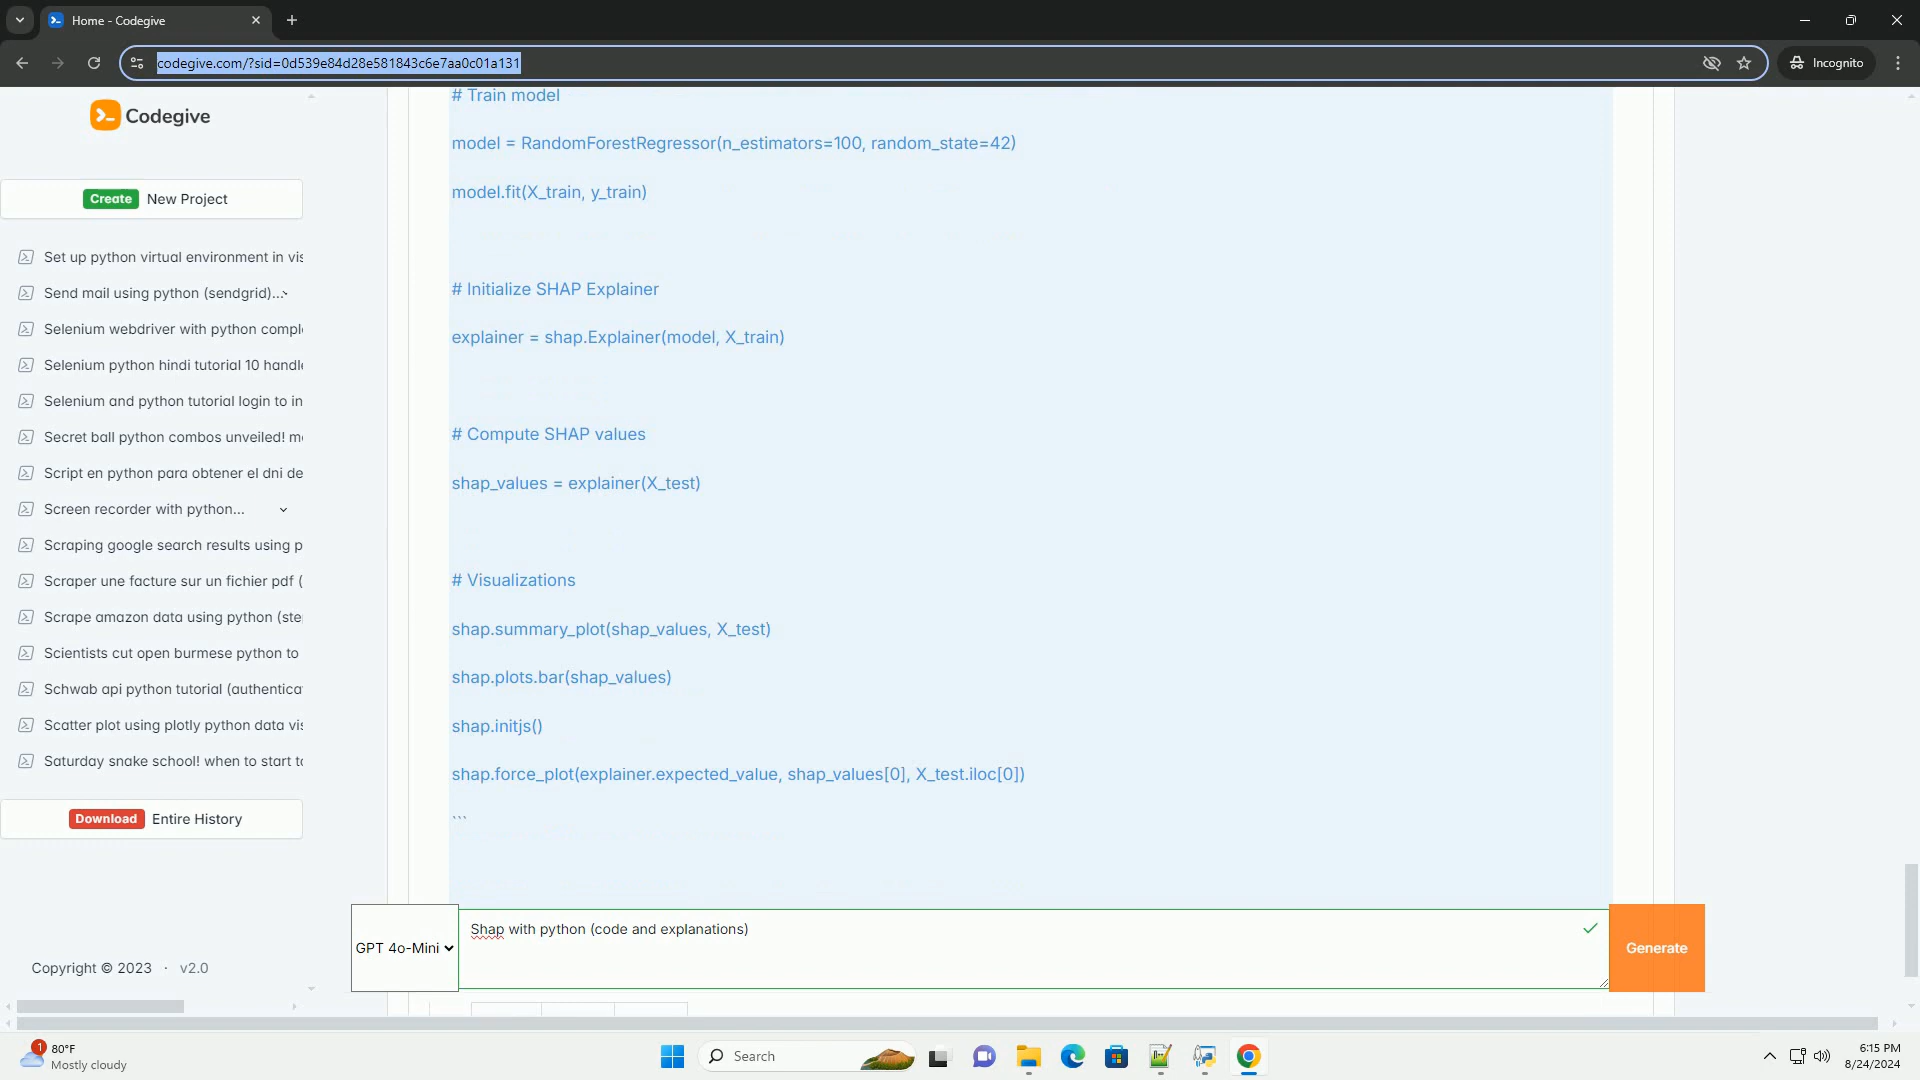 Home - Codegive
codegive.com/?sid=0d539e84d28e581843c6e7aa0c01a131
Incognito
Codegive
Create New Project
Set up python virtual environment in vis
Send mail using python (sendgrid)...
Selenium webdriver with python comple
Selenium python hindi tutorial 10 handle
Selenium and python tutorial login to in
Secret ball python combos unveiled! m
Script en python para obtener el dni de
Screen recorder with python...
Scraping google search results using p
Scraper une facture sur un fichier pdf (
Scrape amazon data using python (ste
Scientists cut open burmese python to
Schwab api python tutorial (authentica
Scatter plot using plotly python data vis
Saturday snake school! when to start to
Download Entire History
Copyright © 2023 · v2.0
# Train model
model = RandomForestRegressor(n_estimators=100, random_state=42)
model.fit(X_train, y_train)
# Initialize SHAP Explainer
explainer = shap.Explainer(model, X_train)
# Compute SHAP values
shap_values = explainer(X_test)
# Visualizations
shap.summary_plot(shap_values, X_test)
shap.plots.bar(shap_values)
shap.initjs()
shap.force_plot(explainer.expected_value, shap_values[0], X_test.iloc[0])
```
GPT 4o-Mini
Shap with python (code and explanations)
Generate
1
80°F
Mostly cloudy
Search
6:15 PM
8/24/2024